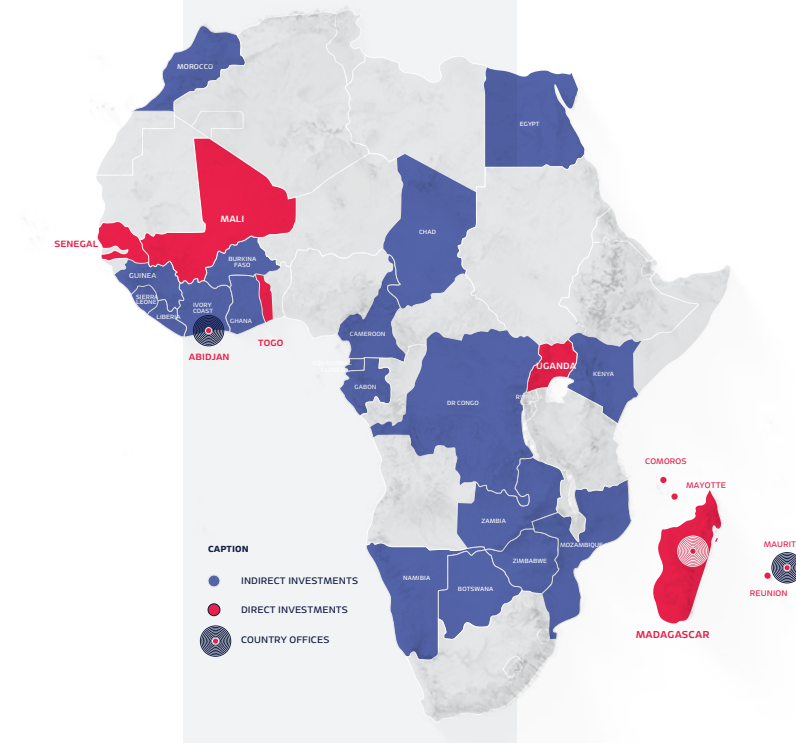 MOROCCO
EGYPT
MALI
SENEGAL
CHAD
BURKINA
FASO
GUINEA
SIERRA
LEONE
IVORY
COAST
LIBERIA
GHANA
CAMEROON
TOGO
ABIDJAN
UGANDA
KENYA
GABON
DR CONGO
COMOROS
MAYOTTE
ZAMBIA
MOZAMBIQUE
MAURIT
CAPTION
ZIMBABWE
NAMIBIA
INDIRECT INVESTMENTS
BOTSWANA
REUNION
DIRECT INVESTMENTS
MADAGASCAR
COUNTRY OFFICES